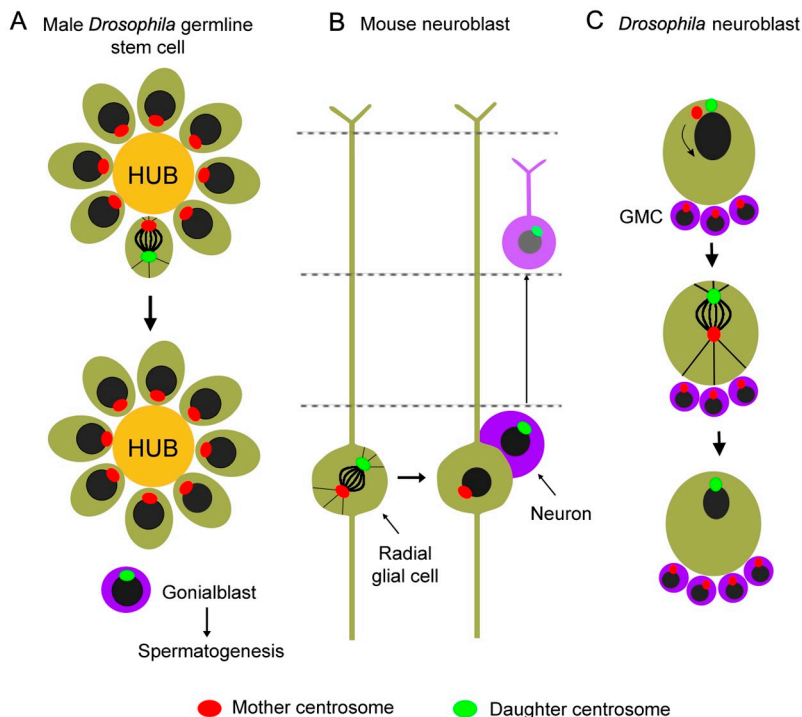 A
Male Drosophila germline
stem cell
HUB
HUB
Gonialblast
Spermatogenesis
B
Mouse neuroblast
Radial
glial cell
Neuron
C
Drosophila neuroblast
GMC
Mother centrosome
Daughter centrosome